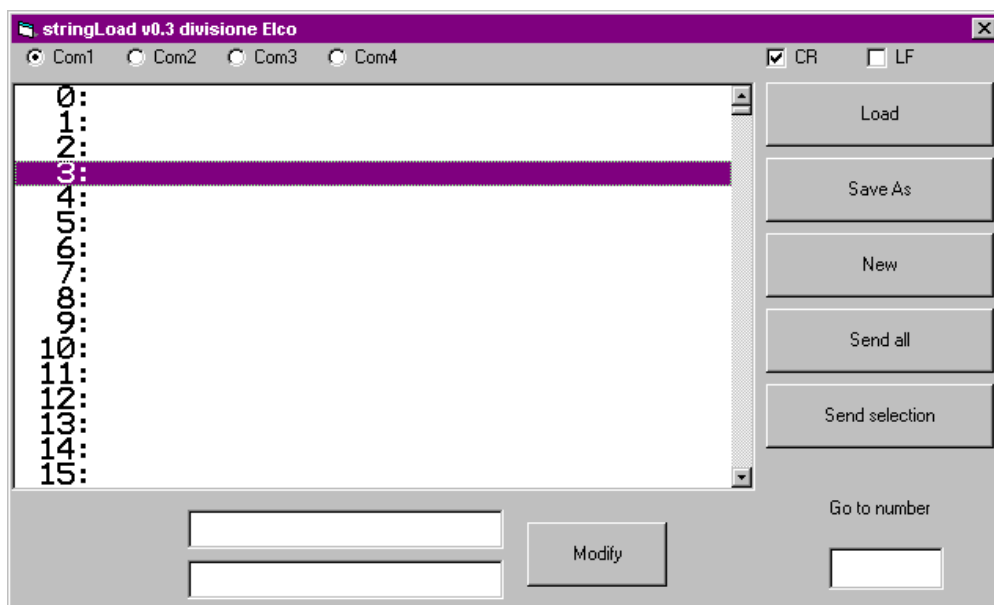 stringLoad v0.3 divisione Elco
Com1 Com2 Com3 Com4 CR LF
0:
1:
2:
3:
4:
5:
6:
7:
8:
9:
10:
11:
12:
13:
14:
15:
Load
Save As
New
Send all
Send selection
Go to number
Modify